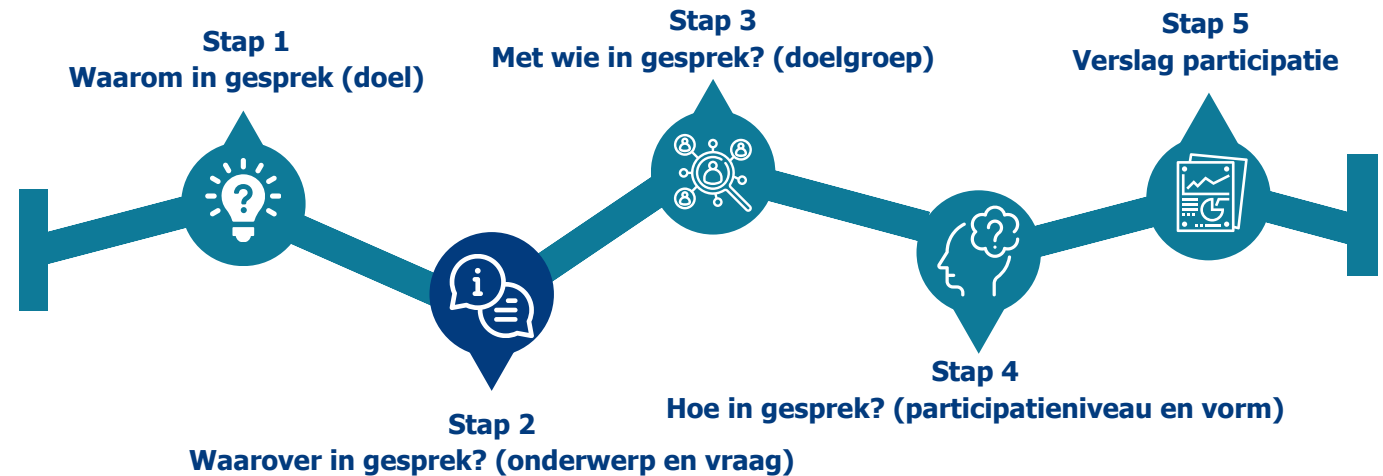 Stap 1
Waarom in gesprek (doel)
Stap 2
Waarover in gesprek? (onderwerp en vraag)
Stap 3
Met wie in gesprek? (doelgroep)
Stap 4
Hoe in gesprek? (participatieniveau en vorm)
Stap 5
Verslag participatie